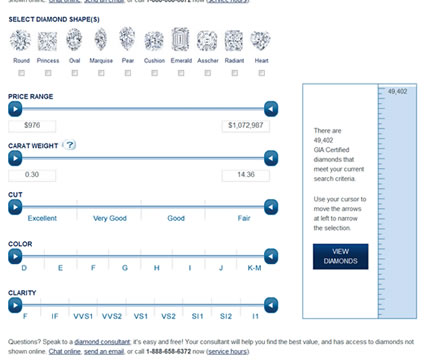 shown online. Chat online, send an email, or call 1-888-658-6372 now (service hours).
SELECT DIAMOND SHAPE(S)
Round Princess Oval Marquise Pear Cushion Emerald Asscher Radiant Heart
PRICE RANGE
$976 $1,072,987
CARAT WEIGHT ?
0.30 14.36
CUT
Excellent Very Good Good Fair
COLOR
D E F G H I J K-M
CLARITY
F IF VVS1 VVS2 VS1 VS2 SI1 SI2 I1
49,402
There are
49,402
GIA Certified
diamonds that
meet your current
search criteria.
Use your cursor to
move the arrows
at left to narrow
the selection.
VIEW
DIAMONDS
Questions? Speak to a diamond consultant, it's easy and free! Your consultant will help you find the best value, and has access to diamonds not
shown online. Chat online, send an email, or call 1-888-658-6372 now (service hours).